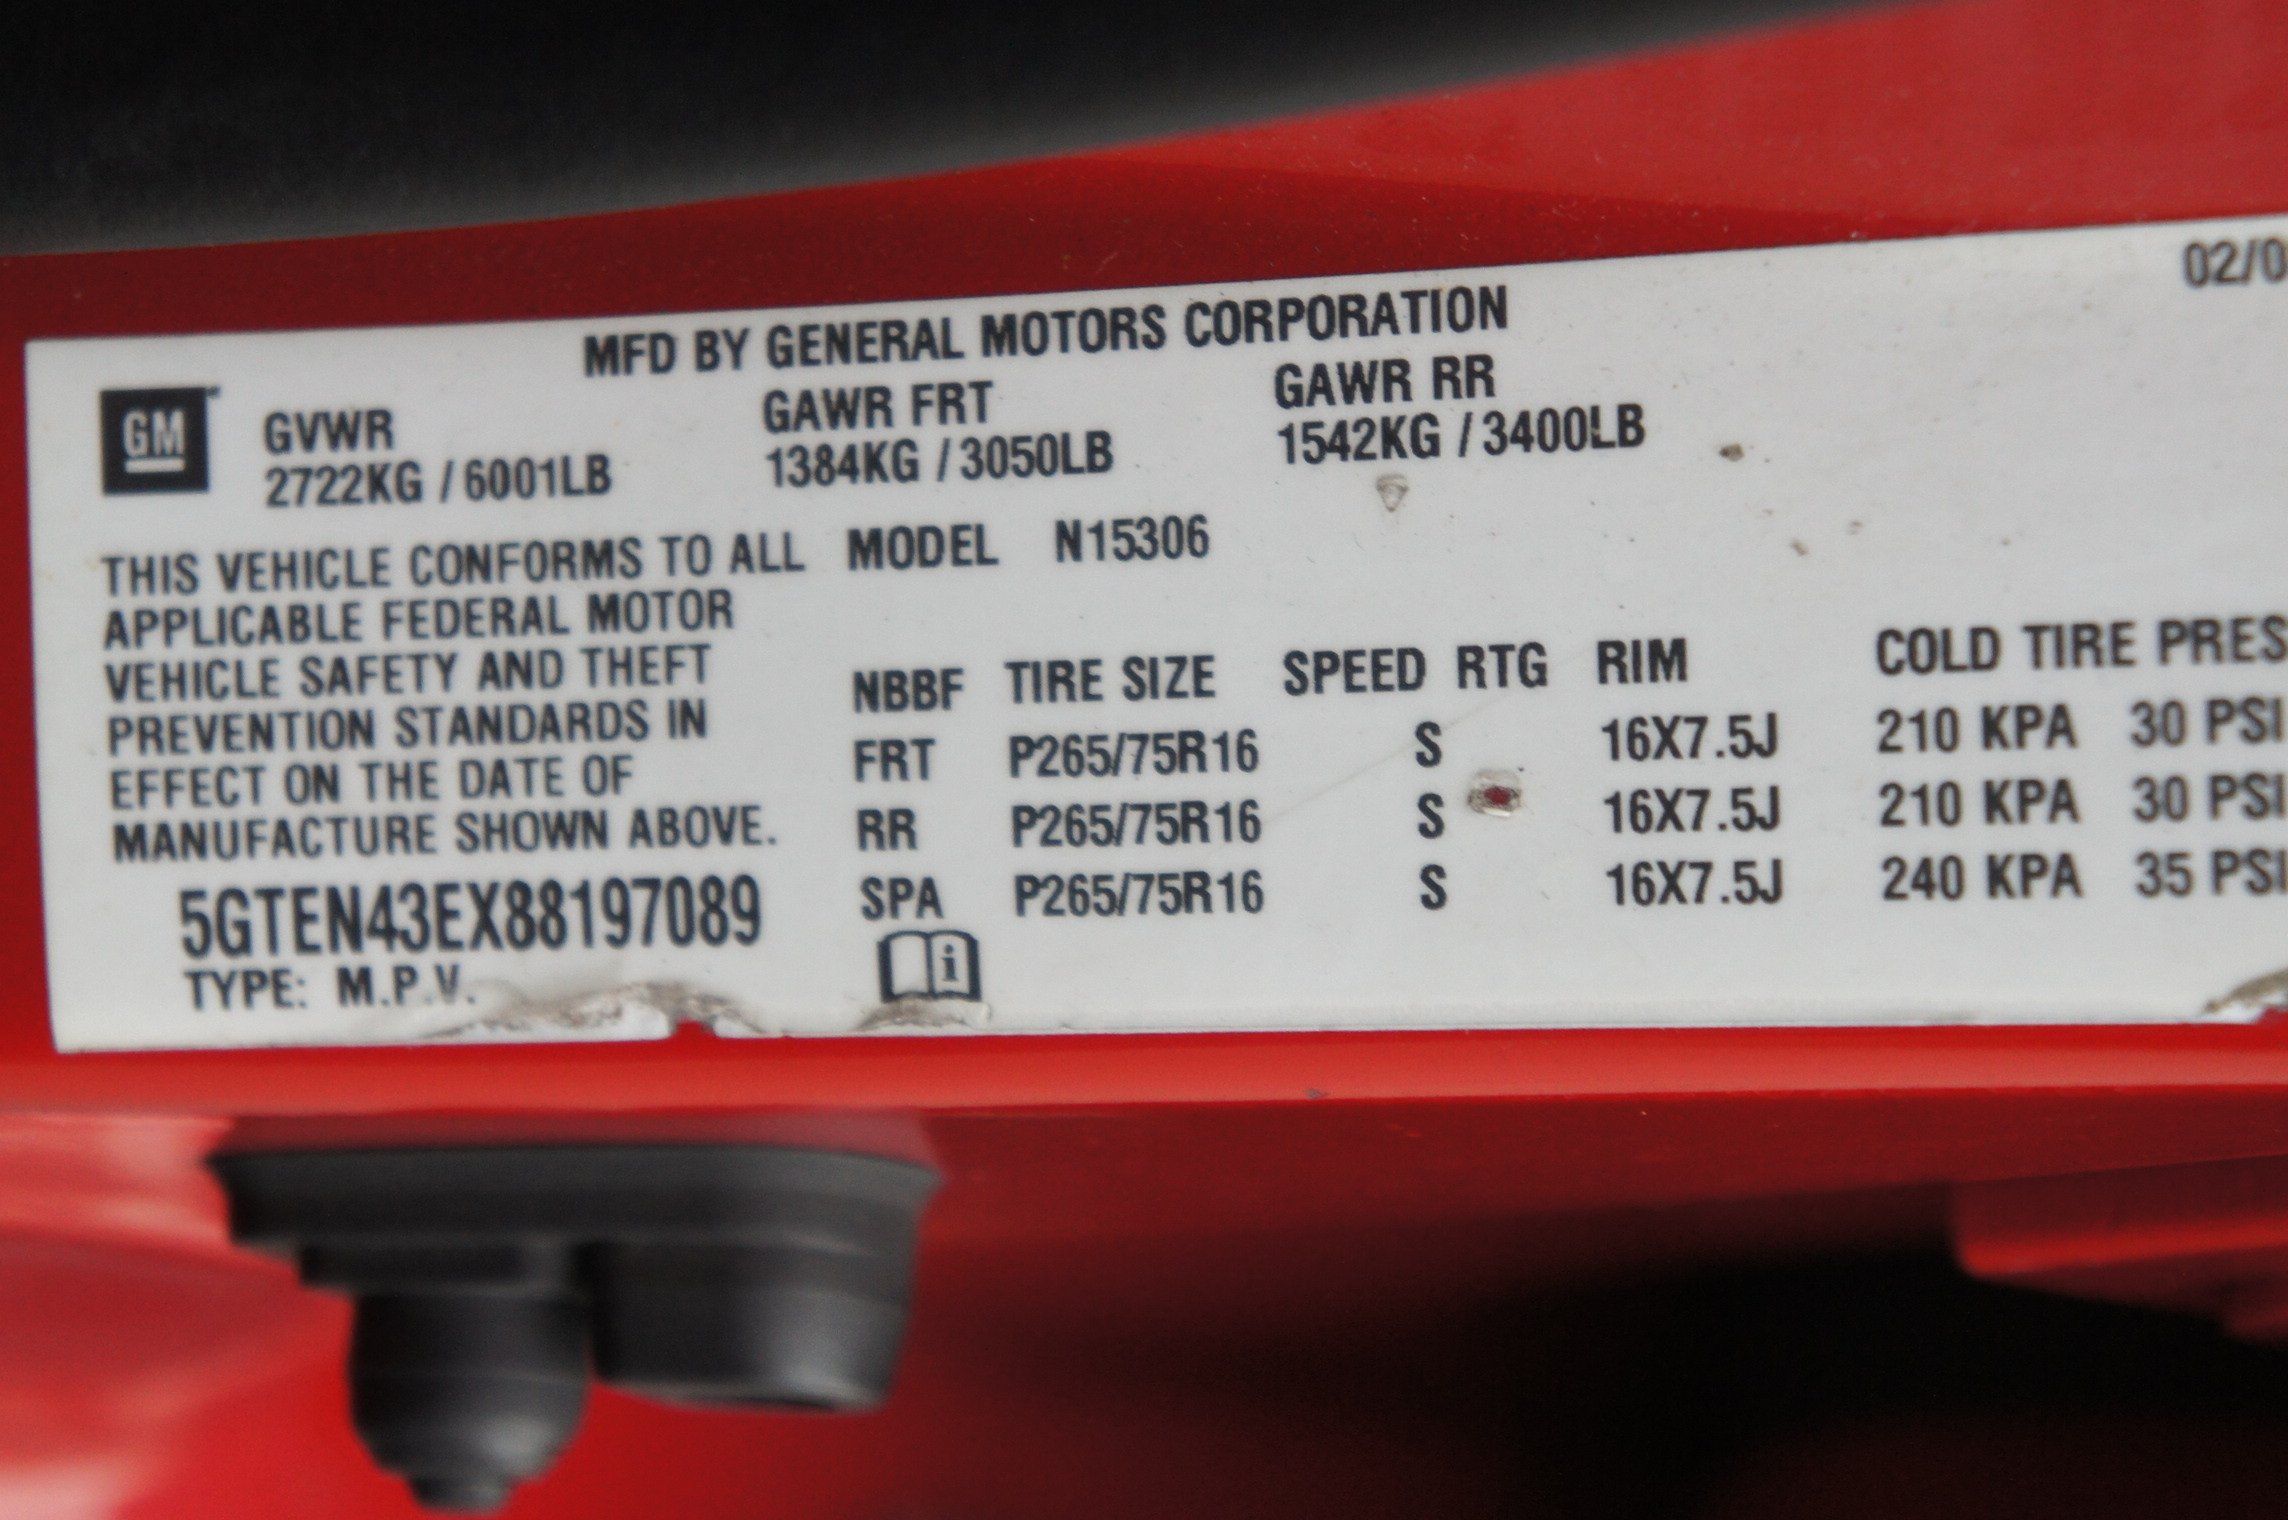 02/0
MFD BY GENERAL MOTORS CORPORATION
GM GVWR GAWR FRT GAWR RR
2722KG / 6001LB 1384KG / 3050LB 1542KG / 3400LB
THIS VEHICLE CONFORMS TO ALL MODEL N15306
APPLICABLE FEDERAL MOTOR
VEHICLE SAFETY AND THEFT
PREVENTION STANDARDS IN
EFFECT ON THE DATE OF
MANUFACTURE SHOWN ABOVE.
5GTEN43EX88197089
TYPE: M.P.V.
NBBF TIRE SIZE SPEED RTG RIM COLD TIRE PRES
FRT P265/75R16 S 16X7.5J 210 KPA 30 PSI
RR P265/75R16 S 16X7.5J 210 KPA 30 PSI
SPA P265/75R16 S 16X7.5J 240 KPA 35 PSI
i